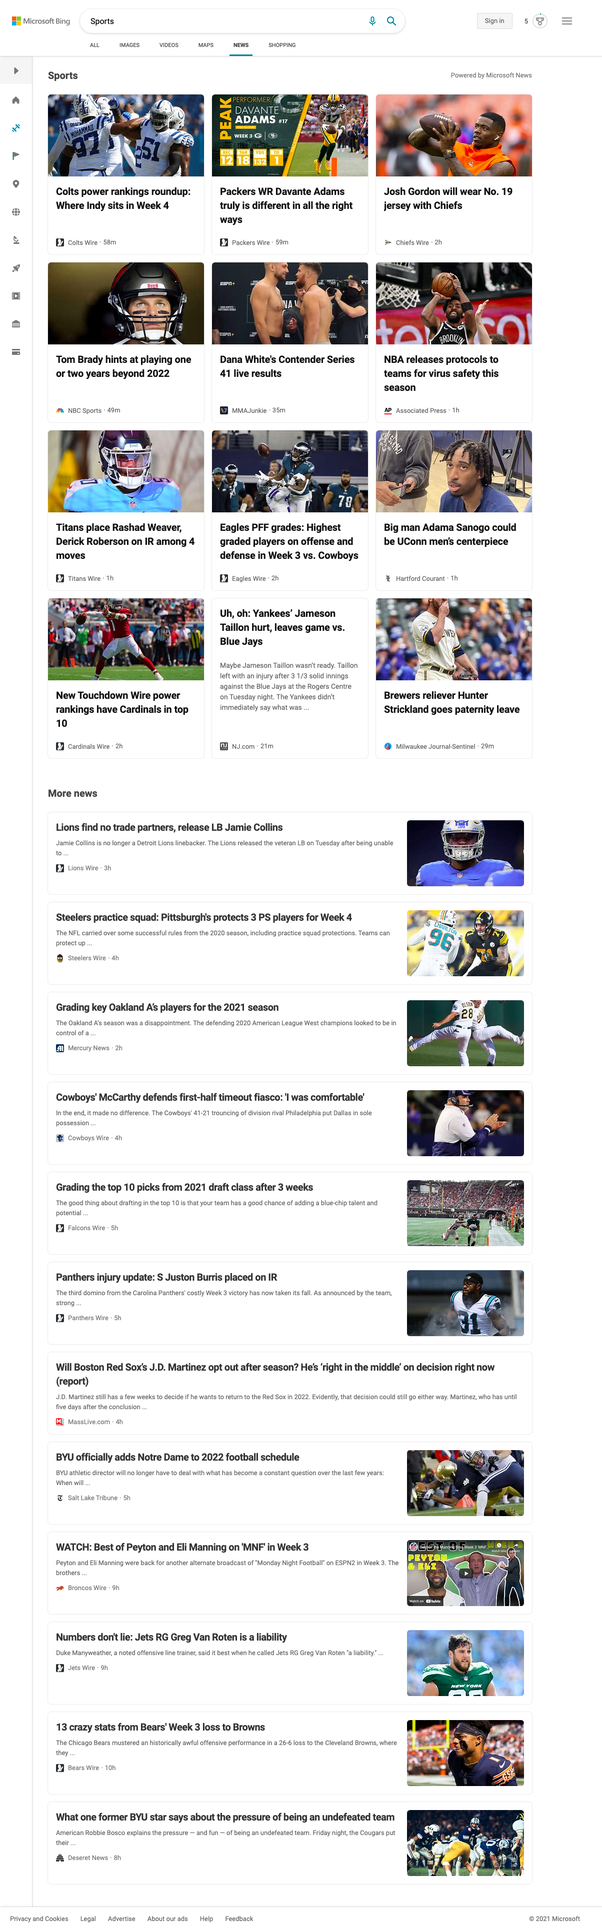 Microsoft Bing
Sports
Sign in
5
ALL IMAGES VIDEOS MAPS NEWS SHOPPING
Sports
Powered by Microsoft News
97
51
PEAK PERFORMER
DAVANTE
ADAMS #17
WEEK 3
12 18 132 1
Colts power rankings roundup:
Where Indy sits in Week 4
Colts Wire · 58m
Packers WR Davante Adams
truly is different in all the right
ways
Packers Wire · 59m
Josh Gordon will wear No. 19
jersey with Chiefs
Chiefs Wire · 2h
Tom Brady hints at playing one
or two years beyond 2022
NBC Sports · 49m
Dana White's Contender Series
41 live results
MMAJunkie · 35m
BROOKLYN
NBA releases protocols to
teams for virus safety this
season
AP
Associated Press · 1h
Titans place Rashad Weaver,
Derick Roberson on IR among 4
moves
Titans Wire · 1h
Eagles PFF grades: Highest
graded players on offense and
defense in Week 3 vs. Cowboys
Eagles Wire · 2h
Big man Adama Sanogo could
be UConn men's centerpiece
Hartford Courant · 1h
New Touchdown Wire power
rankings have Cardinals in top
10
Cardinals Wire · 2h
Uh, oh: Yankees' Jameson
Taillon hurt, leaves game vs.
Blue Jays
Maybe Jameson Taillon wasn't ready. Taillon
left with an injury after 3 1/3 solid innings
against the Blue Jays at the Rogers Centre
on Tuesday night. The Yankees didn't
immediately say what was ...
NJ.com · 21m
Brewers reliever Hunter
Strickland goes paternity leave
Milwaukee Journal-Sentinel · 29m
More news
Lions find no trade partners, release LB Jamie Collins
Jamie Collins is no longer a Detroit Lions linebacker. The Lions released the veteran LB on Tuesday after being unable
to ...
Lions Wire · 3h
Steelers practice squad: Pittsburgh's protects 3 PS players for Week 4
The NFL carried over some successful rules from the 2020 season, including practice squad protections. Teams can
protect up ...
Steelers Wire · 4h
96
Grading key Oakland A's players for the 2021 season
The Oakland A's season was a disappointment. The defending 2020 American League West champions looked to be in
control of a ...
Mercury News · 2h
28
Cowboys' McCarthy defends first-half timeout fiasco: 'I was comfortable'
In the end, it made no difference. The Cowboys' 41-21 trouncing of division rival Philadelphia put Dallas in sole
possession ...
Cowboys Wire · 4h
Grading the top 10 picks from 2021 draft class after 3 weeks
The good thing about drafting in the top 10 is that your team has a good chance of adding a blue-chip talent and
potential ...
Falcons Wire · 5h
Panthers injury update: S Juston Burris placed on IR
The third domino from the Carolina Panthers' costly Week 3 victory has now taken its fall. As announced by the team,
strong ...
Panthers Wire · 5h
31
Will Boston Red Sox's J.D. Martinez opt out after season? He's 'right in the middle' on decision right now
(report)
J.D. Martinez still has a few weeks to decide if he wants to return to the Red Sox in 2022. Evidently, that decision could still go either way. Martinez, who has until
five days after the conclusion ...
MassLive.com · 4h
BYU officially adds Notre Dame to 2022 football schedule
BYU athletic director will no longer have to deal with what has become a constant question over the last few years:
When will ...
Salt Lake Tribune · 5h
WATCH: Best of Peyton and Eli Manning on 'MNF' in Week 3
Peyton and Eli Manning were back for another alternate broadcast of "Monday Night Football" on ESPN2 in Week 3. The
brothers ...
Broncos Wire · 9h
PEYTON
& ELI
Watch on YouTube
Numbers don't lie: Jets RG Greg Van Roten is a liability
Duke Manyweather, a noted offensive line trainer, said it best when he called Jets RG Greg Van Roten "a liability." ...
Jets Wire · 9h
NEW YORK
13 crazy stats from Bears' Week 3 loss to Browns
The Chicago Bears mustered an historically awful offensive performance in a 26-6 loss to the Cleveland Browns, where
they ...
Bears Wire · 10h
What one former BYU star says about the pressure of being an undefeated team
American Robbie Bosco explains the pressure — and fun — of being an undefeated team. Friday night, the Cougars put
their ...
Deseret News · 8h
Privacy and Cookies Legal Advertise About our ads Help Feedback
© 2021 Microsoft